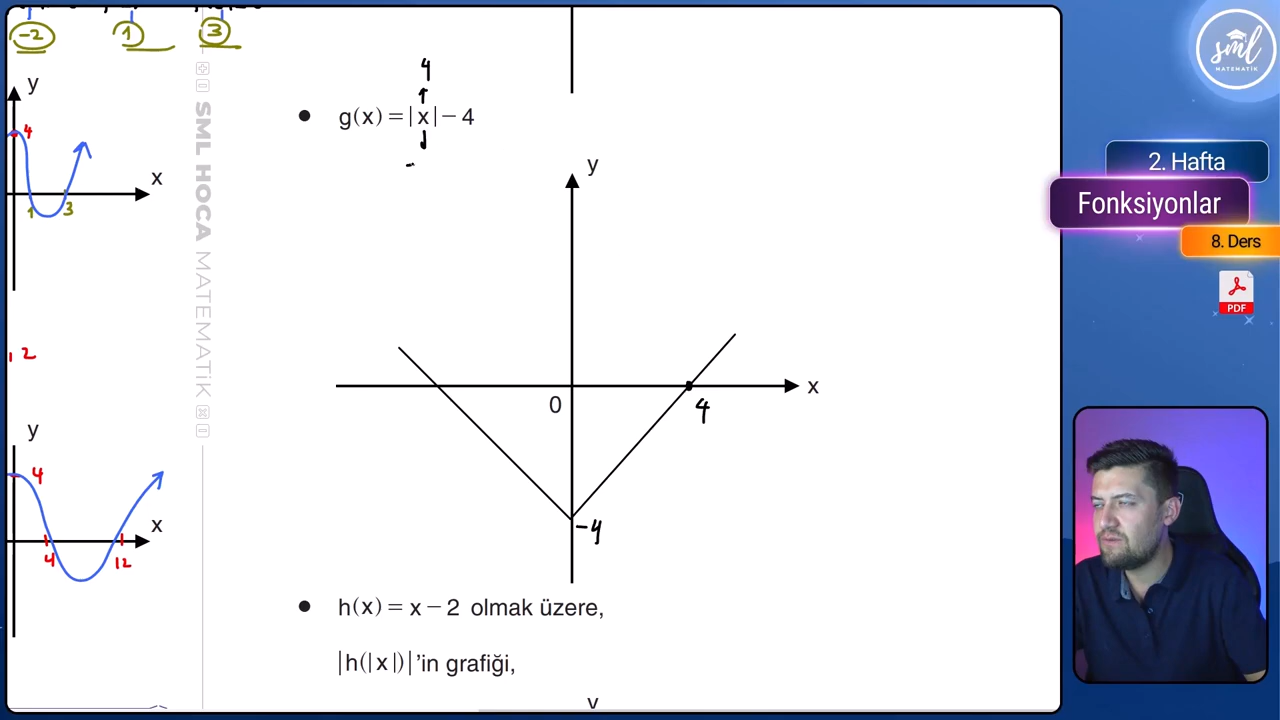 -2 1 3
y
4
x
1 3
2
y
4
x
4 12
SML HOCA MATEMATİK
4
g(x) = |x| − 4
-
y
0
x
4
-4
h(x) = x − 2 olmak üzere,
|h(|x|)|'in grafiği,
y
sml
MATEMATİK
2. Hafta
Fonksiyonlar
8. Ders
PDF